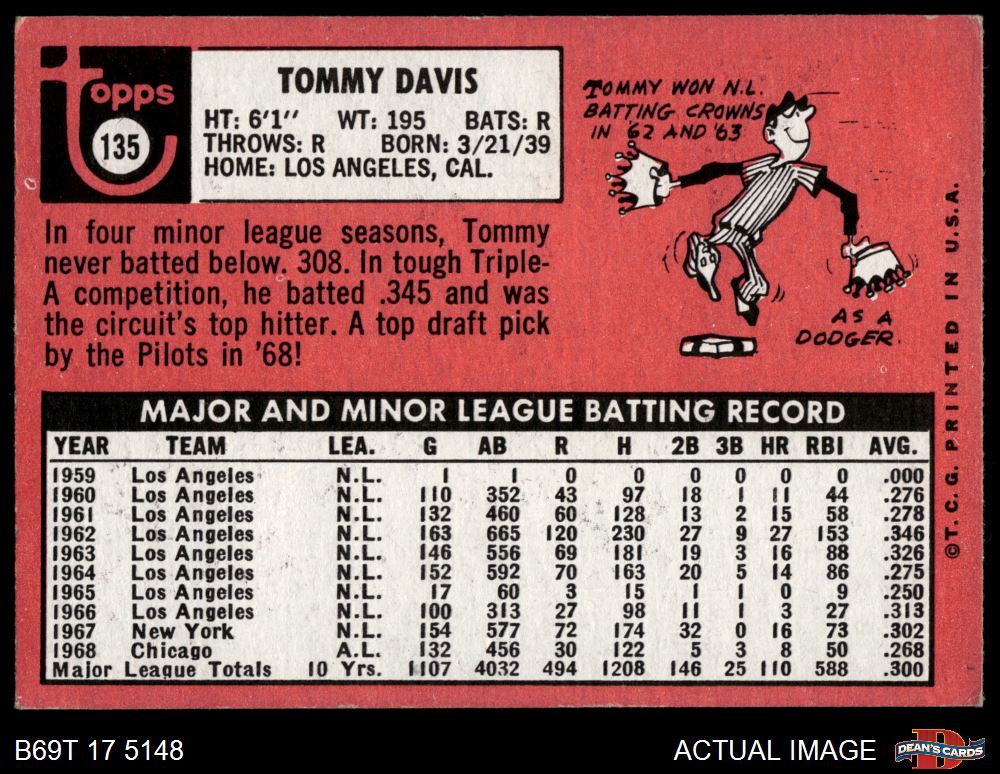 topps
135
TOMMY DAVIS
HT: 6'1" WT: 195 BATS: R
THROWS: R BORN: 3/21/39
HOME: LOS ANGELES, CAL.
In four minor league seasons, Tommy
never batted below. 308. In tough Triple-
A competition, he batted .345 and was
the circuit's top hitter. A top draft pick
by the Pilots in '68!
TOMMY WON N.L.
BATTING CROWNS
IN '62 AND '63
AS A
DODGER.
MAJOR AND MINOR LEAGUE BATTING RECORD
YEAR TEAM LEA. G AB R H 2B 3B HR RBI AVG.
1959 Los Angeles N.L. 1 1 0 0 0 0 0 0 .000
1960 Los Angeles N.L. 110 352 43 97 18 1 11 44 .276
1961 Los Angeles N.L. 132 460 60 128 13 2 15 58 .278
1962 Los Angeles N.L. 163 665 120 230 27 9 27 153 .346
1963 Los Angeles N.L. 146 556 69 181 19 3 16 88 .326
1964 Los Angeles N.L. 152 592 70 163 20 5 14 86 .275
1965 Los Angeles N.L. 17 60 3 15 1 1 0 9 .250
1966 Los Angeles N.L. 100 313 27 98 11 1 3 27 .313
1967 New York N.L. 154 577 72 174 32 0 16 73 .302
1968 Chicago A.L. 132 456 30 122 5 3 8 50 .268
Major League Totals 10 Yrs. 1107 4032 494 1208 146 25 110 588 .300
©T.C.G. PRINTED IN U.S.A.
B69T 17 5148
ACTUAL IMAGE
DEAN'S CARDS